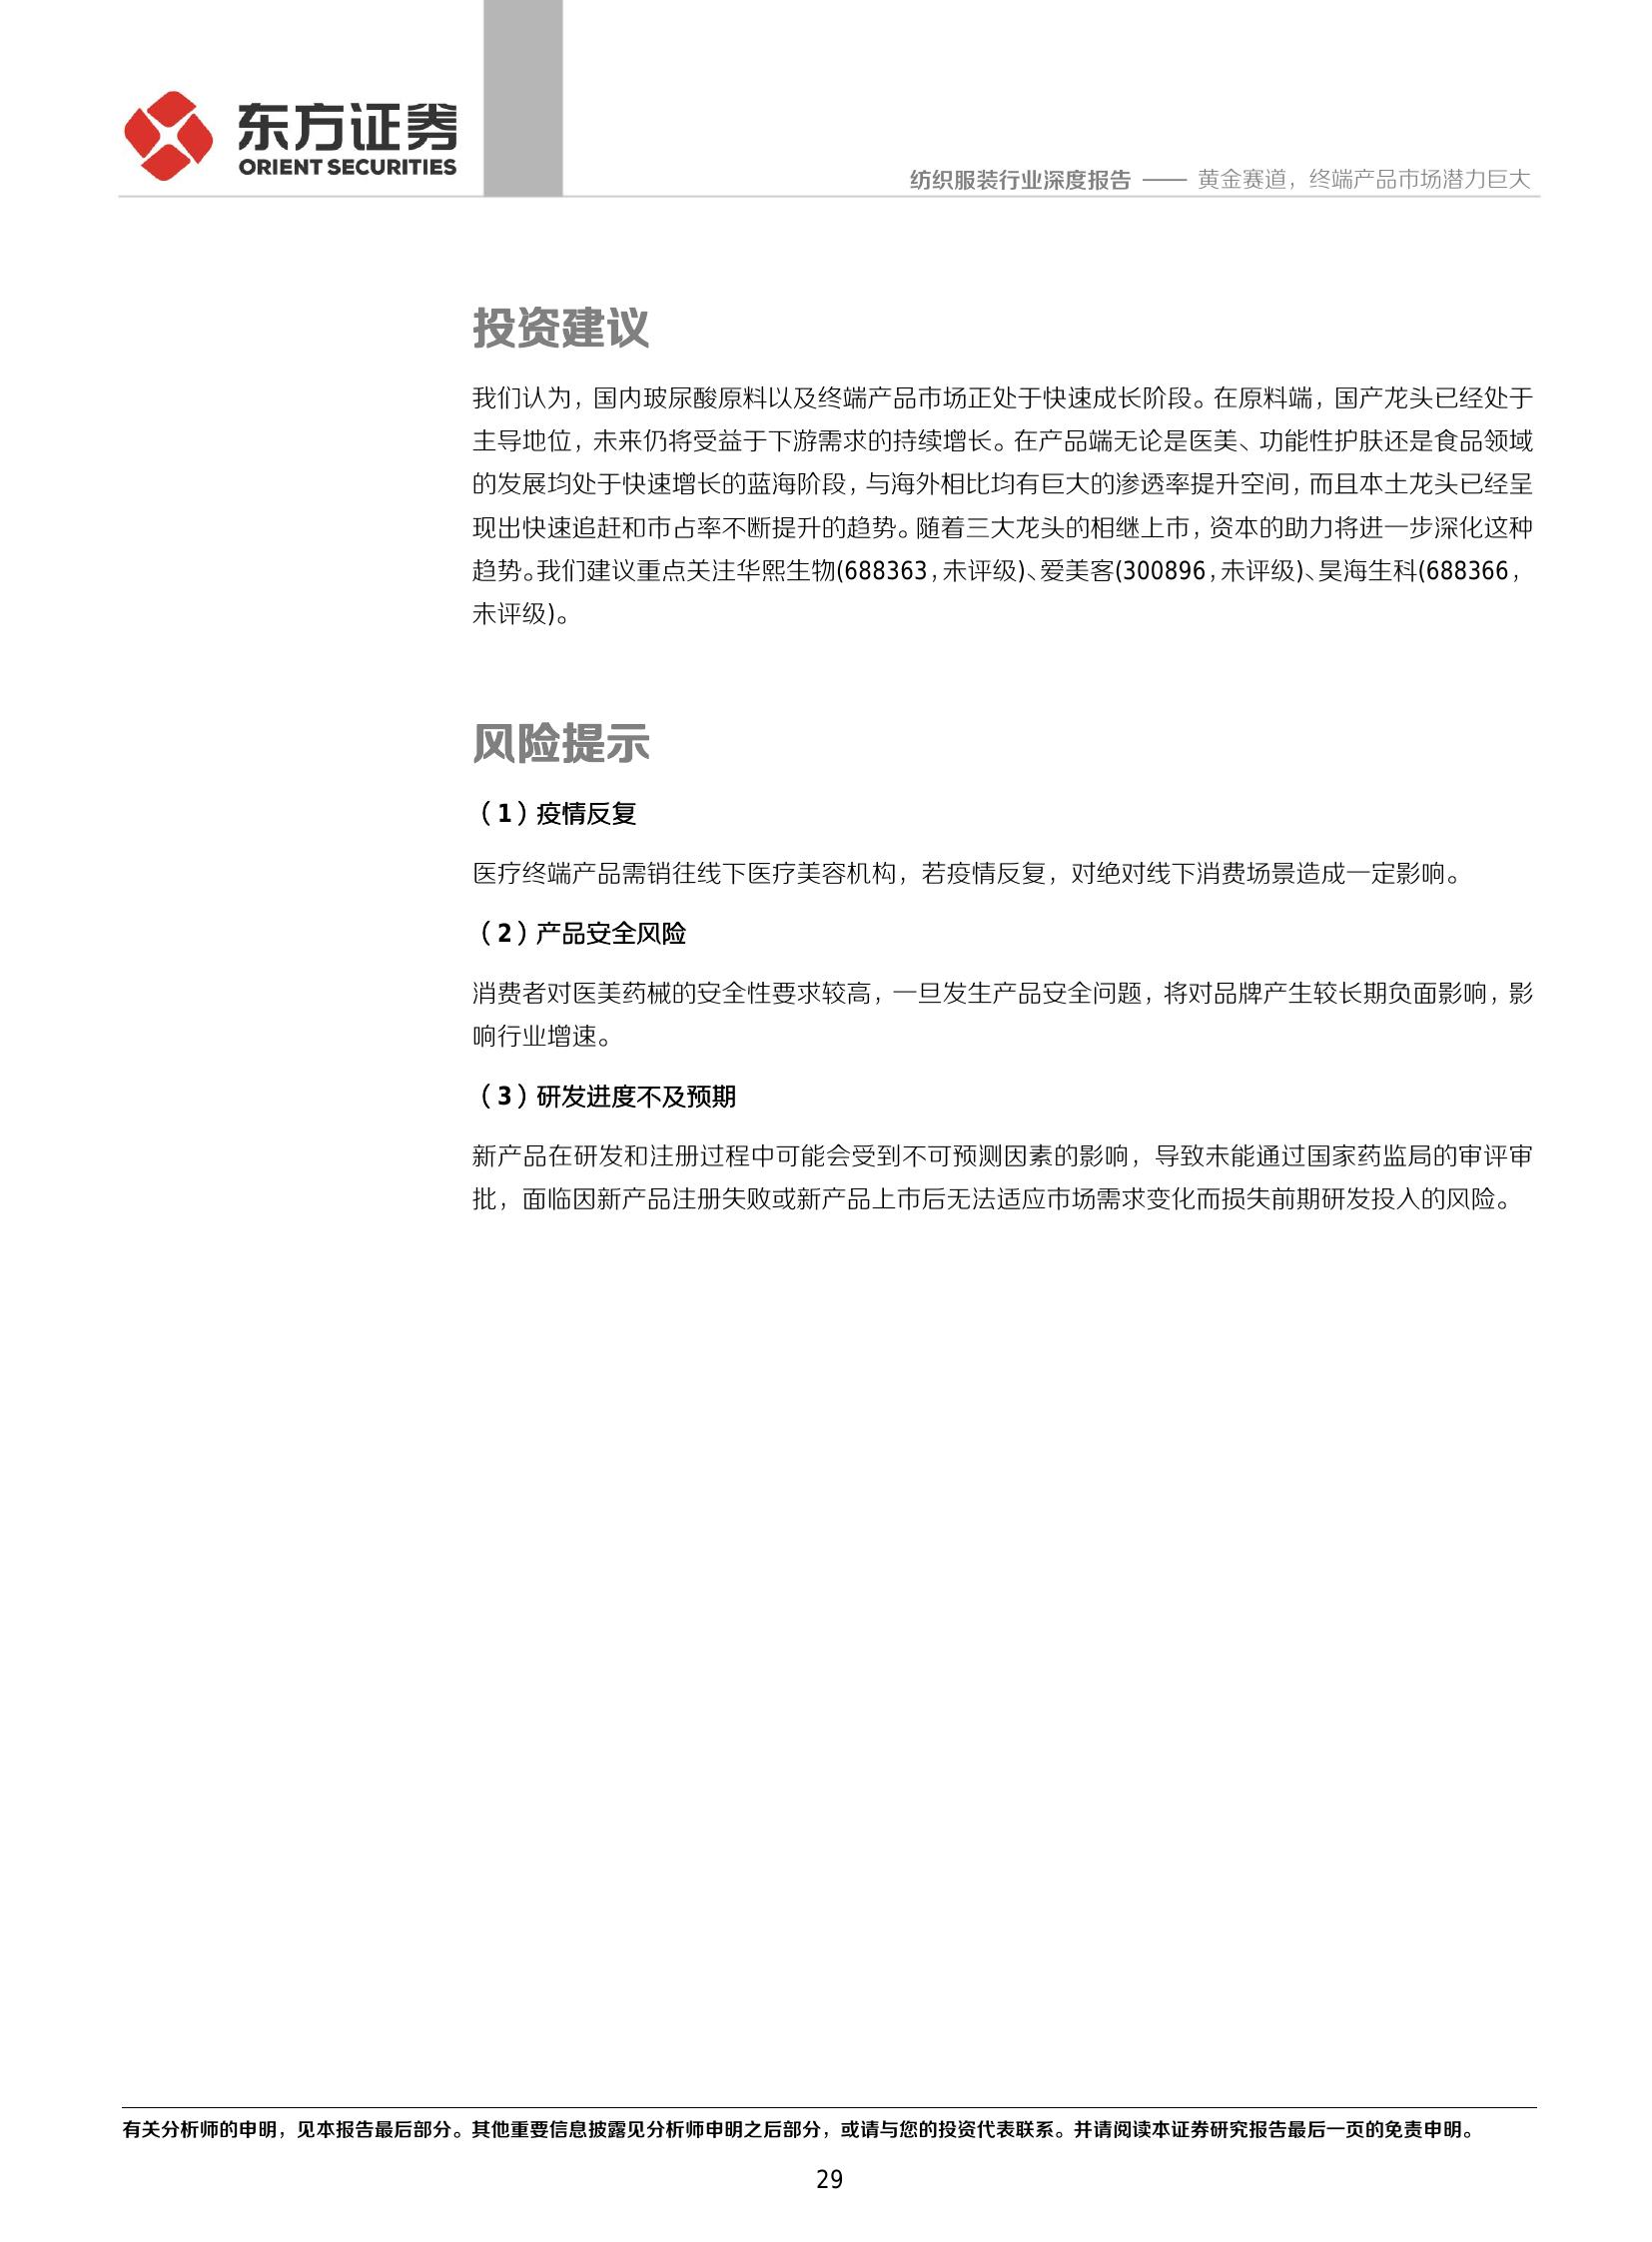 东方证券
ORIENT SECURITIES
纺织服装行业深度报告 —— 黄金赛道，终端产品市场潜力巨大
投资建议
我们认为，国内玻尿酸原料以及终端产品市场正处于快速成长阶段。在原料端，国产龙头已经处于
主导地位，未来仍将受益于下游需求的持续增长。在产品端无论是医美、功能性护肤还是食品领域
的发展均处于快速增长的蓝海阶段，与海外相比均有巨大的渗透率提升空间，而且本土龙头已经呈
现出快速追赶和市占率不断提升的趋势。随着三大龙头的相继上市，资本的助力将进一步深化这种
趋势。我们建议重点关注华熙生物(688363，未评级)、爱美客(300896，未评级)、昊海生科(688366，
未评级)。
风险提示
（1）疫情反复
医疗终端产品需销往线下医疗美容机构，若疫情反复，对绝对线下消费场景造成一定影响。
（2）产品安全风险
消费者对医美药械的安全性要求较高，一旦发生产品安全问题，将对品牌产生较长期负面影响，影
响行业增速。
（3）研发进度不及预期
新产品在研发和注册过程中可能会受到不可预测因素的影响，导致未能通过国家药监局的审评审
批，面临因新产品注册失败或新产品上市后无法适应市场需求变化而损失前期研发投入的风险。
有关分析师的申明，见本报告最后部分。其他重要信息披露见分析师申明之后部分，或请与您的投资代表联系。并请阅读本证券研究报告最后一页的免责申明。
29